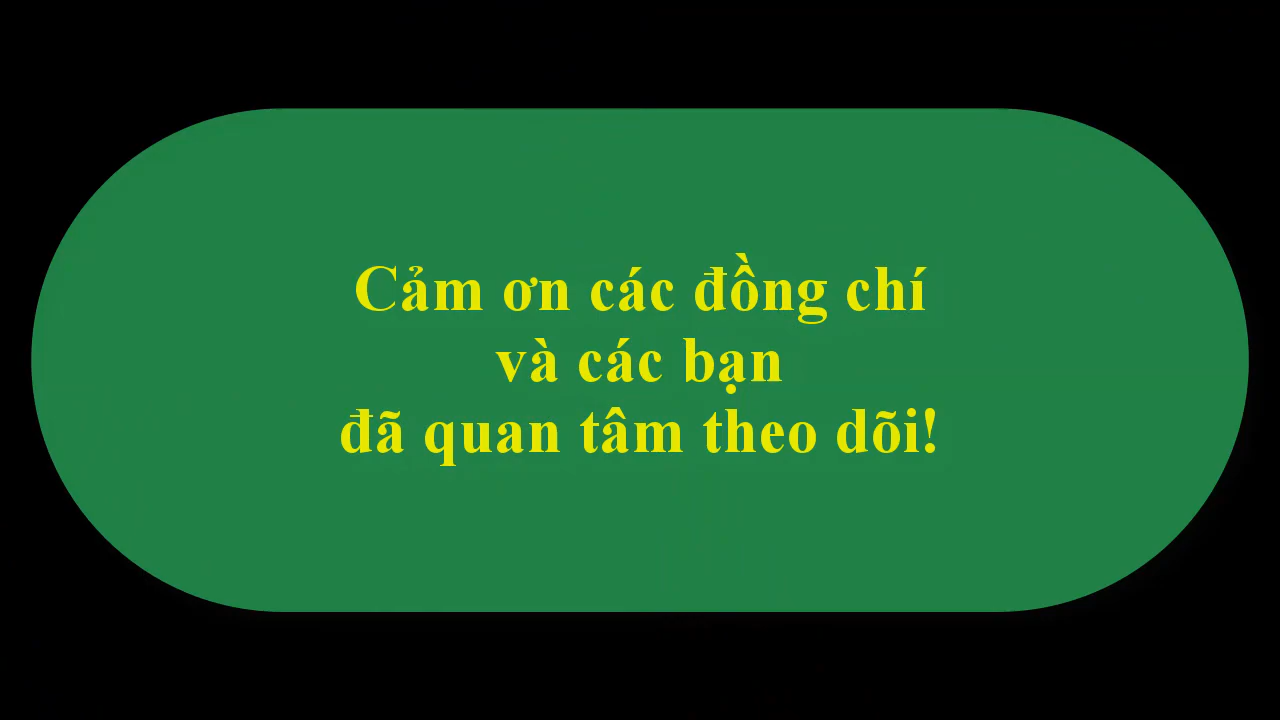 Cảm ơn các đồng chí
và các bạn
đã quan tâm theo dõi!